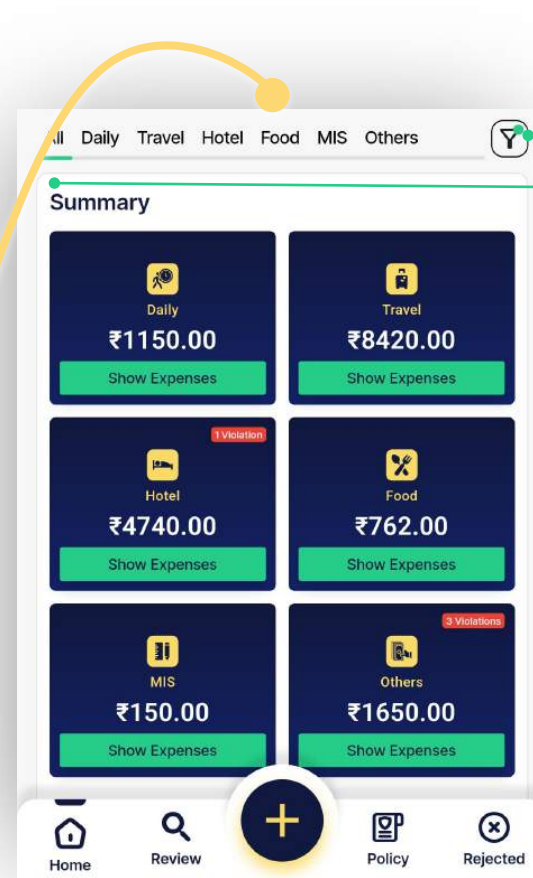 All Daily Travel Hotel Food MIS Others
Summary
Daily
₹1150.00
Show Expenses
Travel
₹8420.00
Show Expenses
1 Violation
Hotel
₹4740.00
Show Expenses
Food
₹762.00
Show Expenses
MIS
₹150.00
Show Expenses
3 Violations
Others
₹1650.00
Show Expenses
Home Review Policy Rejected